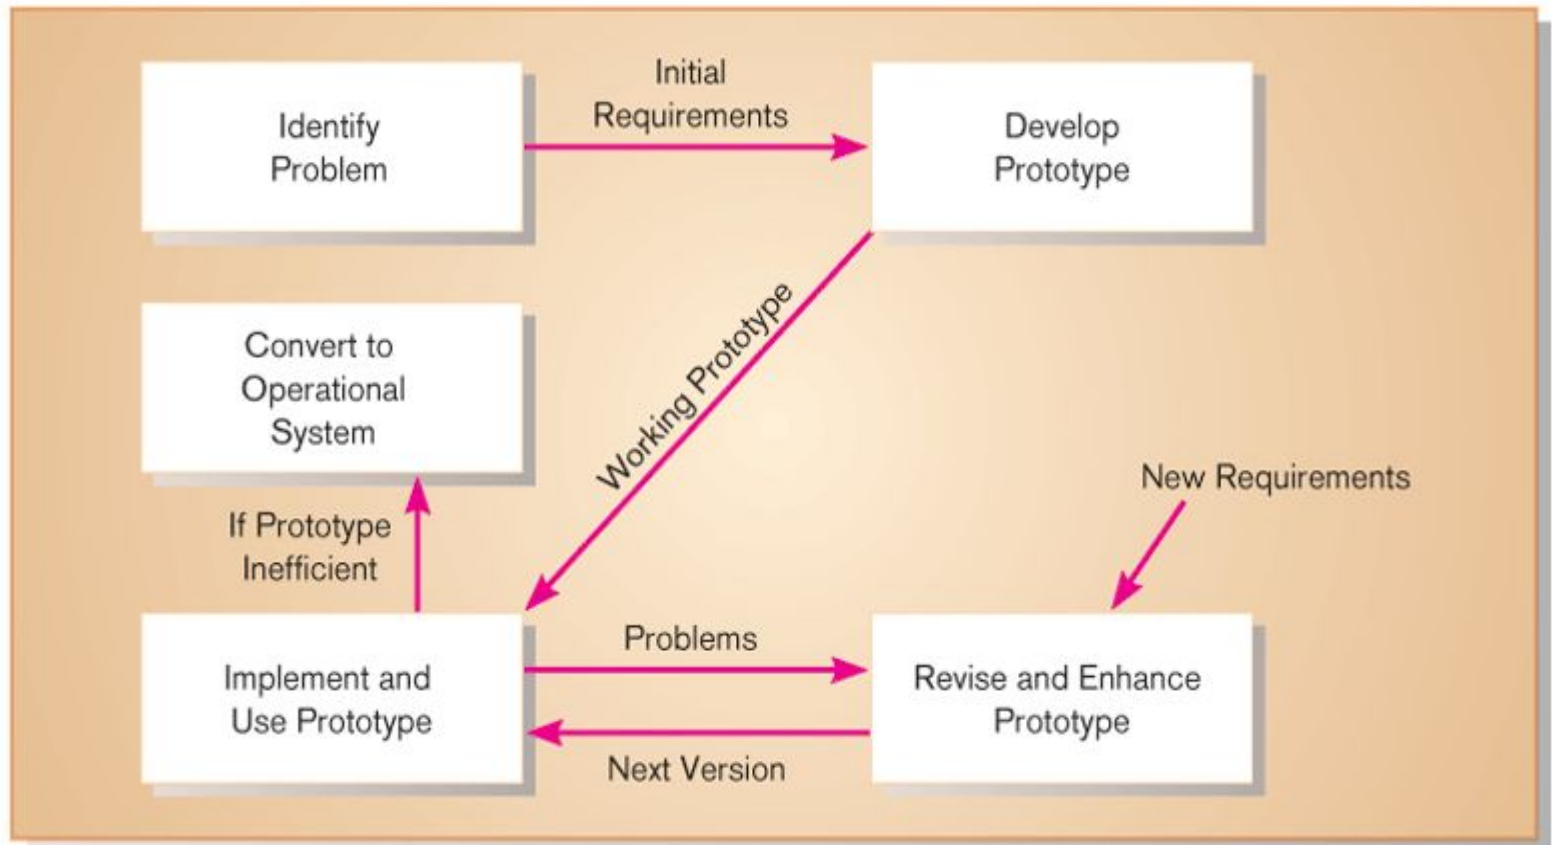 Identify
Problem
Initial
Requirements
Develop
Prototype
Convert to
Operational
System
Working Prototype
New Requirements
If Prototype
Inefficient
Implement and
Use Prototype
Problems
Next Version
Revise and Enhance
Prototype